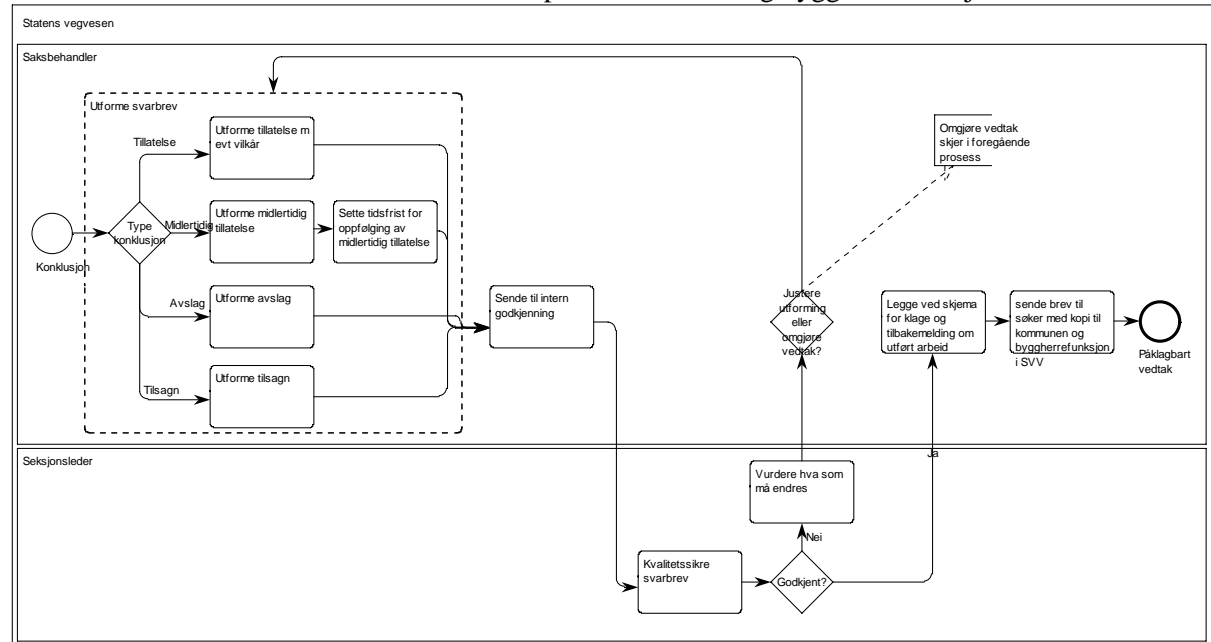 Statens vegvesen
Saksbehandler
Utforme svarbrev
Konklusjon
Type
konklusjon
Tillatelse
Utforme tillatelse m
evt vilkår
Midlertidig
Utforme midlertidig
tillatelse
Sette tidsfrist for
oppfølging av
midlertidig tillatelse
Avslag
Utforme avslag
Tilsagn
Utforme tilsagn
Sende til intern
godkjenning
Justere
utforming
eller
omgjøre
vedtak?
Omgjøre vedtak
skjer i foregående
prosess
Legge ved skjema
for klage og
tilbakemelding om
utført arbeid
sende brev til
søker med kopi til
kommunen og
byggherrefunksjon
i SVV
Påklagbart
vedtak
Seksjonsleder
Vurdere hva som
må endres
Nei
Ja
Kvalitetssikre
svarbrev
Godkjent?